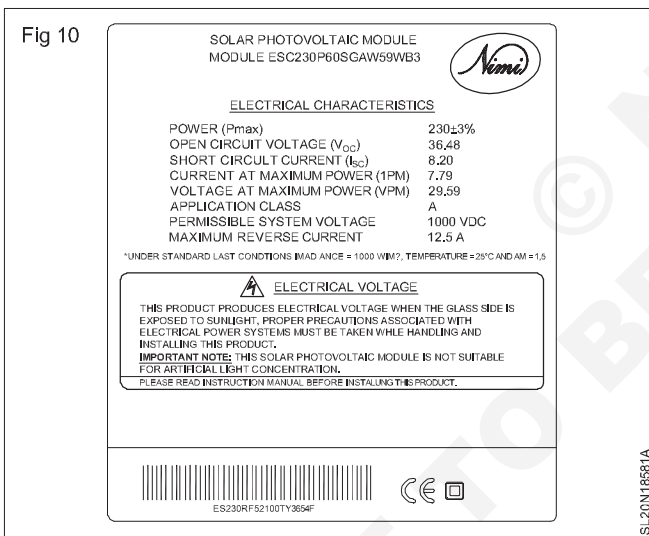 Fig 10
SOLAR PHOTOVOLTAIC MODULE
MODULE ESC230P60SGAW59WB3
Nimi
ELECTRICAL CHARACTERISTICS
POWER (Pmax) 230±3%
OPEN CIRCUIT VOLTAGE (VOC) 36.48
SHORT CIRCULT CURRENT (ISC) 8.20
CURRENT AT MAXIMUM POWER (1PM) 7.79
VOLTAGE AT MAXIMUM POWER (VPM) 29.59
APPLICATION CLASS A
PERMISSIBLE SYSTEM VOLTAGE 1000 VDC
MAXIMUM REVERSE CURRENT 12.5 A
*UNDER STANDARD LAST CONDTIONS IMAD ANCE = 1000 WIM?, TEMPERATURE = 25°C AND AM = 1,5
ELECTRICAL VOLTAGE
THIS PRODUCT PRODUCES ELECTRICAL VOLTAGE WHEN THE GLASS SIDE IS
EXPOSED TO SUNLIGHT, PROPER PRECAUTIONS ASSOCIATED WITH
ELECTRICAL POWER SYSTEMS MUST BE TAKEN WHILE HANDLING AND
INSTALLING THIS PRODUCT.
IMPORTANT NOTE: THIS SOLAR PHOTOVOLTAIC MODULE IS NOT SUITABLE
FOR ARTIFICIAL LIGHT CONCENTRATION.
PLEASE READ INSTRUCTION MANUAL BEFORE INSTALUNG THIS PRODUCT.
ES230RF52100TY3654F
CE
SL20N18581A
© N
TO BE